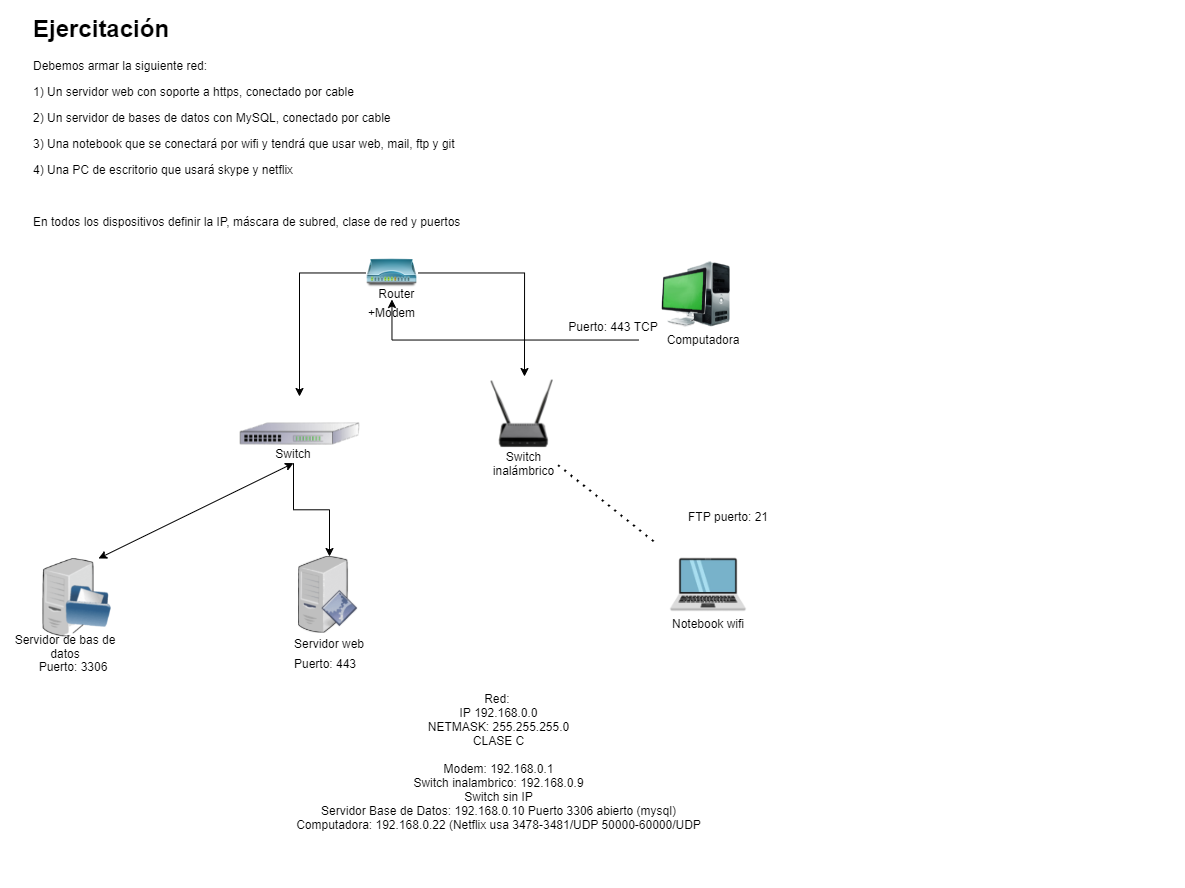 Ejercitación
Debemos armar la siguiente red:
1) Un servidor web con soporte a https, conectado por cable
2) Un servidor de bases de datos con MySQL, conectado por cable
3) Una notebook que se conectará por wifi y tendrá que usar web, mail, ftp y git
4) Una PC de escritorio que usará skype y netflix
En todos los dispositivos definir la IP, máscara de subred, clase de red y puertos
Router
+Modem
Puerto: 443 TCP
Computadora
Switch
Switch
inalámbrico
FTP puerto: 21
Notebook wifi
Servidor de bas de
datos
Puerto: 3306
Servidor web
Puerto: 443
Red:
IP 192.168.0.0
NETMASK: 255.255.255.0
CLASE C
Modem: 192.168.0.1
Switch inalambrico: 192.168.0.9
Switch sin IP
Servidor Base de Datos: 192.168.0.10 Puerto 3306 abierto (mysql)
Computadora: 192.168.0.22 (Netflix usa 3478-3481/UDP 50000-60000/UDP